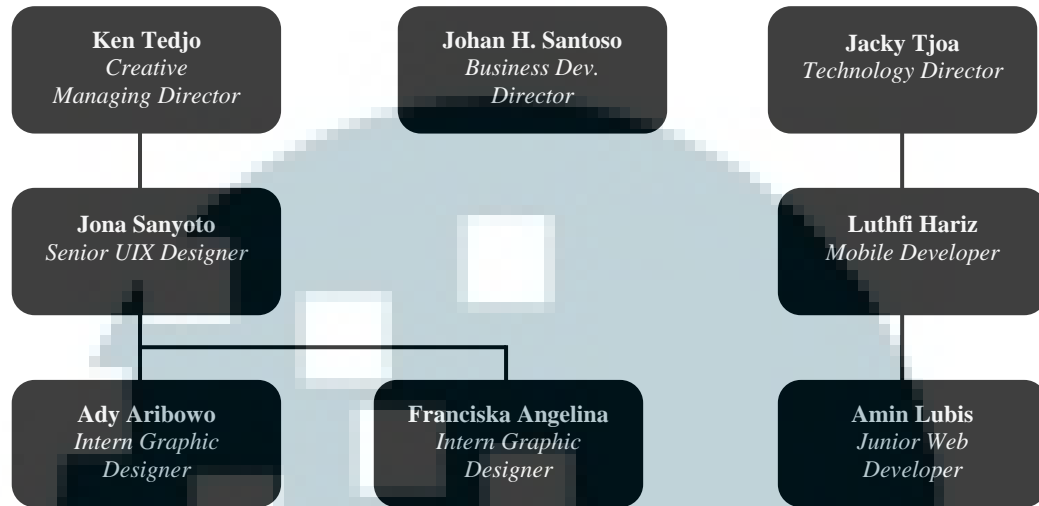 Ken Tedjo
Creative
Managing Director
Johan H. Santoso
Business Dev.
Director
Jacky Tjoa
Technology Director
Jona Sanyoto
Senior UIX Designer
Luthfi Hariz
Mobile Developer
Ady Aribowo
Intern Graphic
Designer
Franciska Angelina
Intern Graphic
Designer
Amin Lubis
Junior Web
Developer